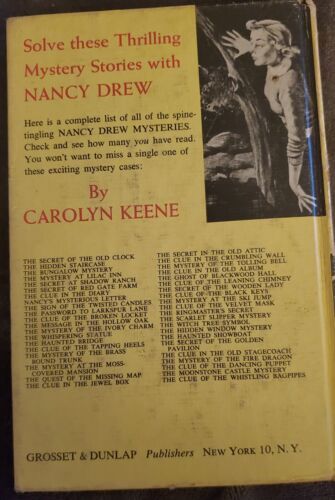 Solve these Thrilling
Mystery Stories with
NANCY DREW
Here is a complete list of all of the spine-
tingling NANCY DREW MYSTERIES.
Check and see how many you have read.
You won't want to miss a single one of
these exciting mystery cases:
By
CAROLYN KEENE
THE SECRET OF THE OLD CLOCK
THE HIDDEN STAIRCASE
THE BUNGALOW MYSTERY
THE MYSTERY AT LILAC INN
THE SECRET AT SHADOW RANCH
THE SECRET OF RED GATE FARM
THE CLUE IN THE DIARY
NANCY'S MYSTERIOUS LETTER
THE SIGN OF THE TWISTED CANDLES
THE PASSWORD TO LARKSPUR LANE
THE CLUE OF THE BROKEN LOCKET
THE MESSAGE IN THE HOLLOW OAK
THE MYSTERY OF THE IVORY CHARM
THE WHISPERING STATUE
THE HAUNTED BRIDGE
THE CLUE OF THE TAPPING HEELS
THE MYSTERY OF THE BRASS
BOUND TRUNK
THE MYSTERY AT THE MOSS-
COVERED MANSION
THE QUEST OF THE MISSING MAP
THE CLUE IN THE JEWEL BOX
THE SECRET IN THE OLD ATTIC
THE CLUE IN THE CRUMBLING WALL
THE MYSTERY OF THE TOLLING BELL
THE CLUE IN THE OLD ALBUM
THE GHOST OF BLACKWOOD HALL
THE CLUE OF THE LEANING CHIMNEY
THE SECRET OF THE WOODEN LADY
THE CLUE OF THE BLACK KEYS
THE MYSTERY AT THE SKI JUMP
THE CLUE OF THE VELVET MASK
THE RINGMASTER'S SECRET
THE SCARLET SLIPPER MYSTERY
THE WITCH TREE SYMBOL
THE HIDDEN WINDOW MYSTERY
THE HAUNTED SHOWBOAT
THE SECRET OF THE GOLDEN
PAVILION
THE CLUE IN THE OLD STAGECOACH
THE MYSTERY OF THE FIRE DRAGON
THE CLUE OF THE DANCING PUPPET
THE MOONSTONE CASTLE MYSTERY
THE CLUE OF THE WHISTLING BAGPIPES
GROSSET & DUNLAP Publishers NEW YORK 10, N. Y.